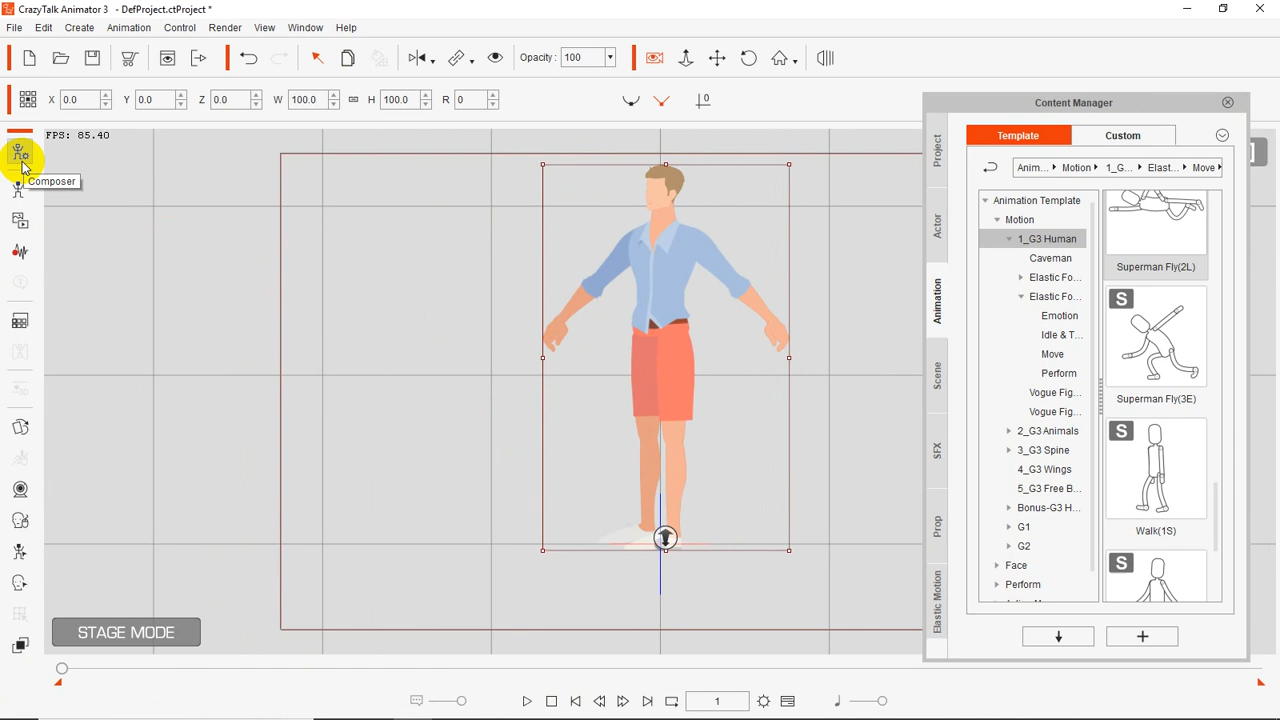 CrazyTalk Animator 3 - DefProject.ctProject *
File Edit Create Animation Control Render View Window Help
Opacity : 100
X 0.0 Y 0.0 Z 0.0 W 100.0 H 100.0 R 0
FPS: 85.40
Composer
STAGE MODE
1
Content Manager
Template Custom
Anim... Motion 1_G... Elast... Move
Project
Actor
Animation
Scene
SFX
Prop
Elastic Motion
Animation Template
Motion
1_G3 Human
Caveman
Elastic Fo...
Elastic Fo...
Emotion
Idle & T...
Move
Perform
Vogue Fig...
Vogue Fig...
2_G3 Animals
3_G3 Spine
4_G3 Wings
5_G3 Free B...
Bonus-G3 H...
G1
G2
Face
Perform
Superman Fly(2L)
S
Superman Fly(3E)
S
Walk(1S)
S